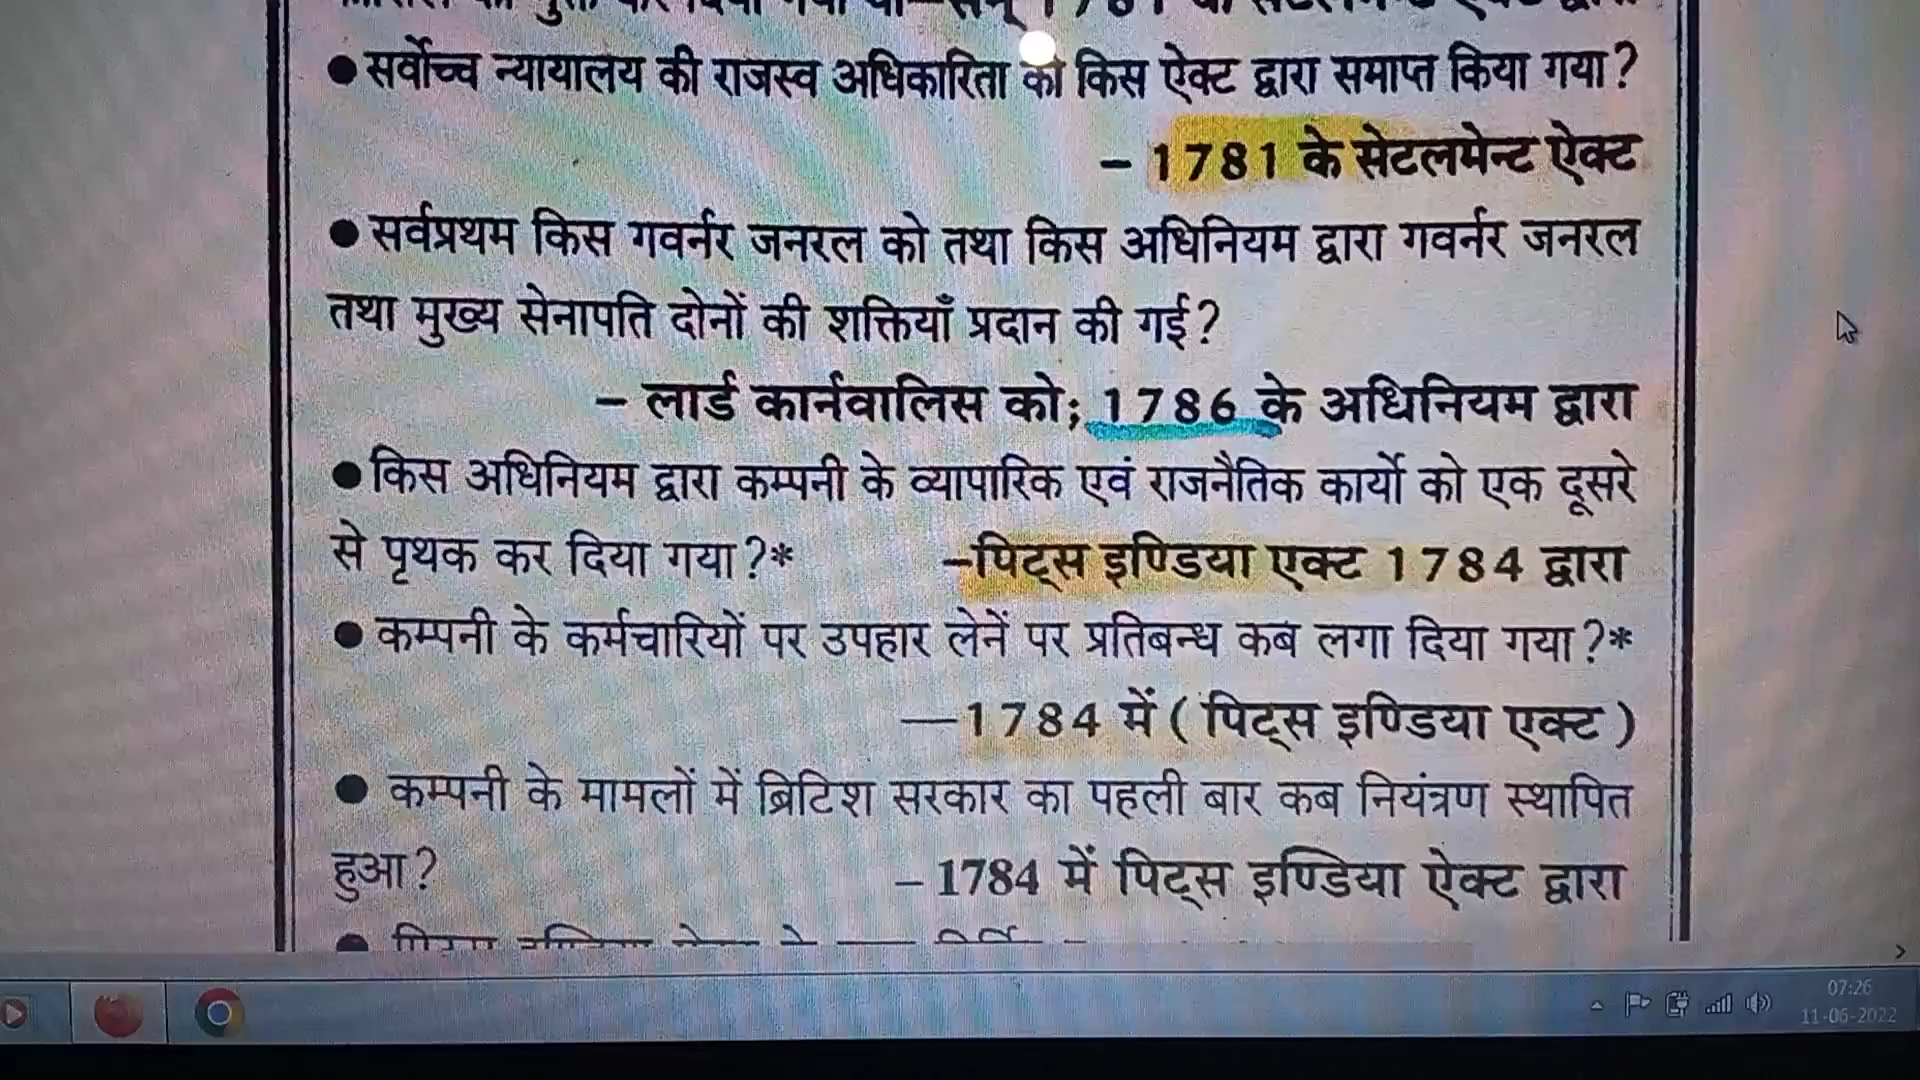 ● सर्वोच्च न्यायालय की राजस्व अधिकारिता को किस ऐक्ट द्वारा समाप्त किया गया?
– 1781 के सेटलमेन्ट ऐक्ट
● सर्वप्रथम किस गवर्नर जनरल को तथा किस अधिनियम द्वारा गवर्नर जनरल
तथा मुख्य सेनापति दोनों की शक्तियाँ प्रदान की गई?
– लार्ड कार्नवालिस को; 1786 के अधिनियम द्वारा
● किस अधिनियम द्वारा कम्पनी के व्यापारिक एवं राजनैतिक कार्यो को एक दूसरे
से पृथक कर दिया गया?* –पिट्स इण्डिया एक्ट 1784 द्वारा
● कम्पनी के कर्मचारियों पर उपहार लेनें पर प्रतिबन्ध कब लगा दिया गया?*
—1784 में ( पिट्स इण्डिया एक्ट )
● कम्पनी के मामलों में ब्रिटिश सरकार का पहली बार कब नियंत्रण स्थापित
हुआ? – 1784 में पिट्स इण्डिया ऐक्ट द्वारा
07:26
11-06-2022